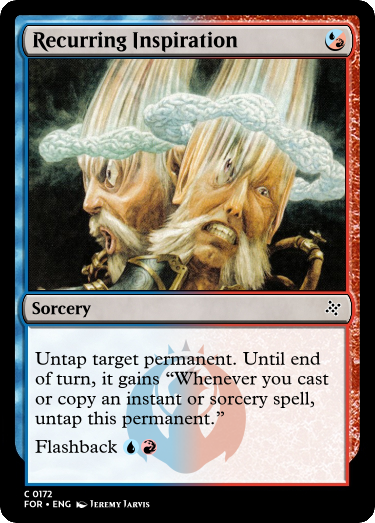 Recurring Inspiration
Sorcery
Untap target permanent. Until end
of turn, it gains “Whenever you cast
or copy an instant or sorcery spell,
untap this permanent.”
Flashback
C 0172
FOR • ENG Jeremy Jarvis